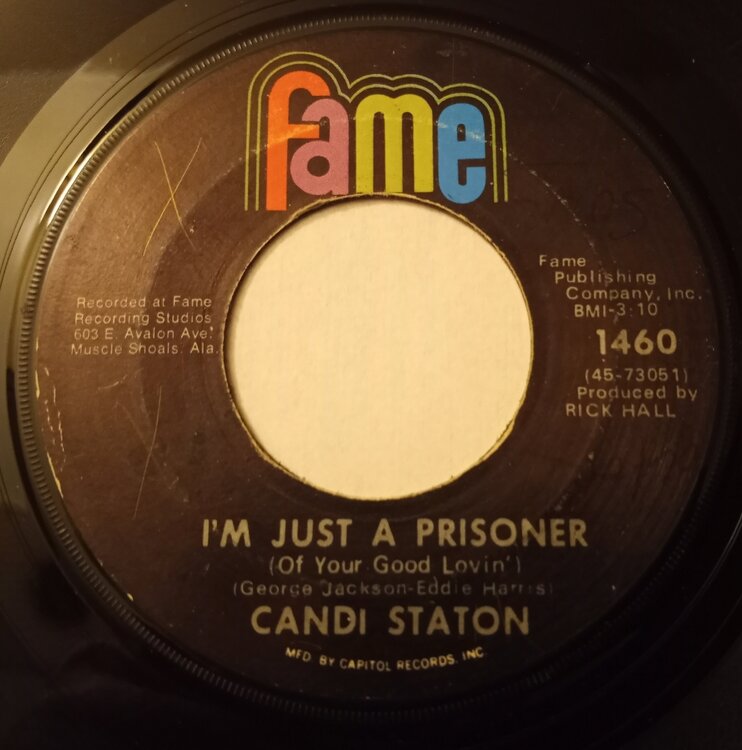 fame
Recorded at Fame
Recording Studios
603 E. Avalon Ave.
Muscle Shoals, Ala.
Fame
Publishing
Company, Inc.
BMI-3:10
1460
(45-73051)
Produced by
RICK HALL
I'M JUST A PRISONER
(Of Your Good Lovin')
(George Jackson-Eddie Harris)
CANDI STATON
MFD. BY CAPITOL RECORDS, INC.